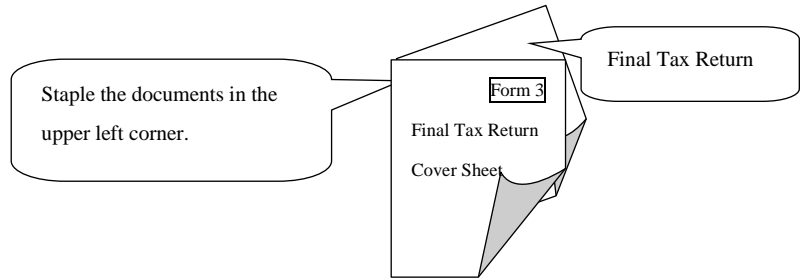 Final Tax Return
Staple the documents in the
upper left corner.
Form 3
Final Tax Return
Cover Sheet